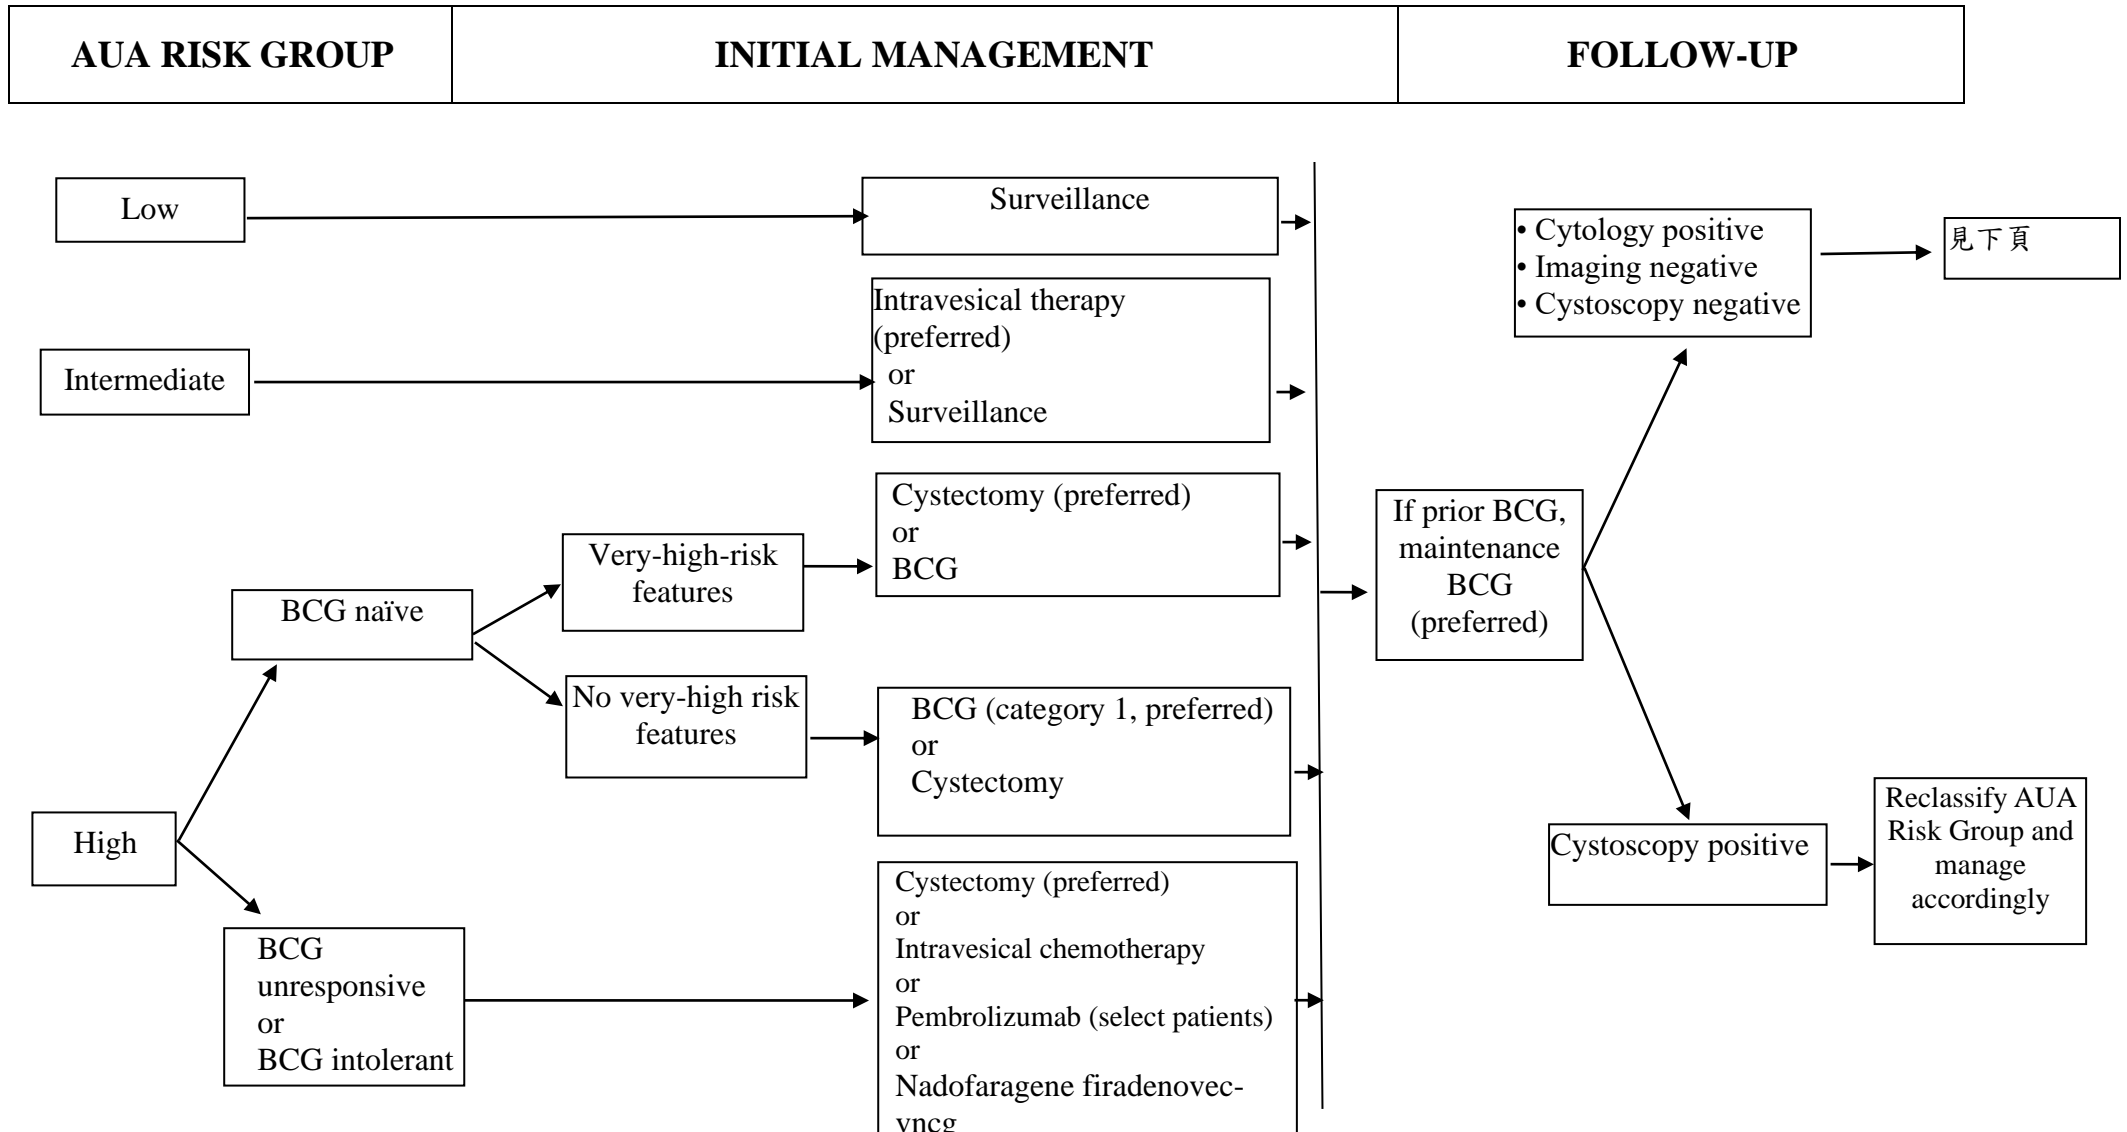 AUA RISK GROUP
INITIAL MANAGEMENT
FOLLOW-UP
Low
Surveillance
Intermediate
Intravesical therapy
(preferred)
or
Surveillance
High
BCG naïve
Very-high-risk
features
Cystectomy (preferred)
or
BCG
No very-high risk
features
BCG (category 1, preferred)
or
Cystectomy
BCG
unresponsive
or
BCG intolerant
Cystectomy (preferred)
or
Intravesical chemotherapy
or
Pembrolizumab (select patients)
or
Nadofaragene firadenovec-
vncg
If prior BCG,
maintenance
BCG
(preferred)
• Cytology positive
• Imaging negative
• Cystoscopy negative
見下頁
Cystoscopy positive
Reclassify AUA
Risk Group and
manage
accordingly